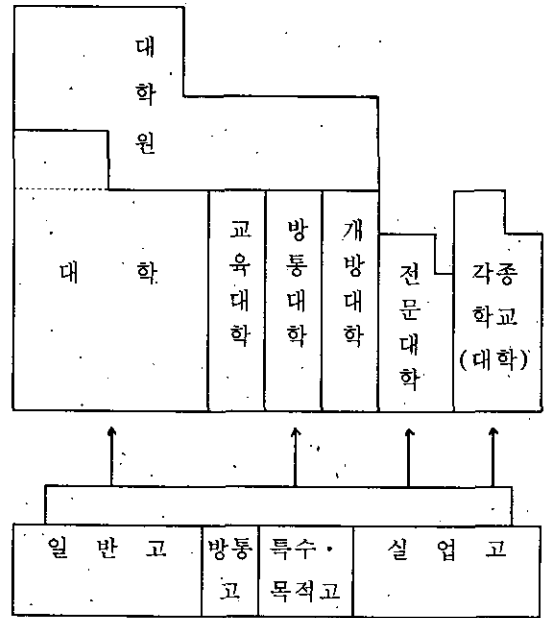 대학원
대 학
교육대학
방통대학
개방대학
전문대학
각종
학교
(대학)
일 반 고
방통
고
특수·
목적고
실 업 고